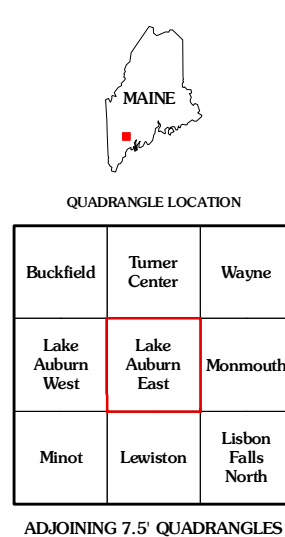 MAINE
QUADRANGLE LOCATION
Buckfield
Turner
Center
Wayne
Lake
Auburn
West
Lake
Auburn
East
Monmouth
Minot
Lewiston
Lisbon
Falls
North
ADJOINING 7.5' QUADRANGLES